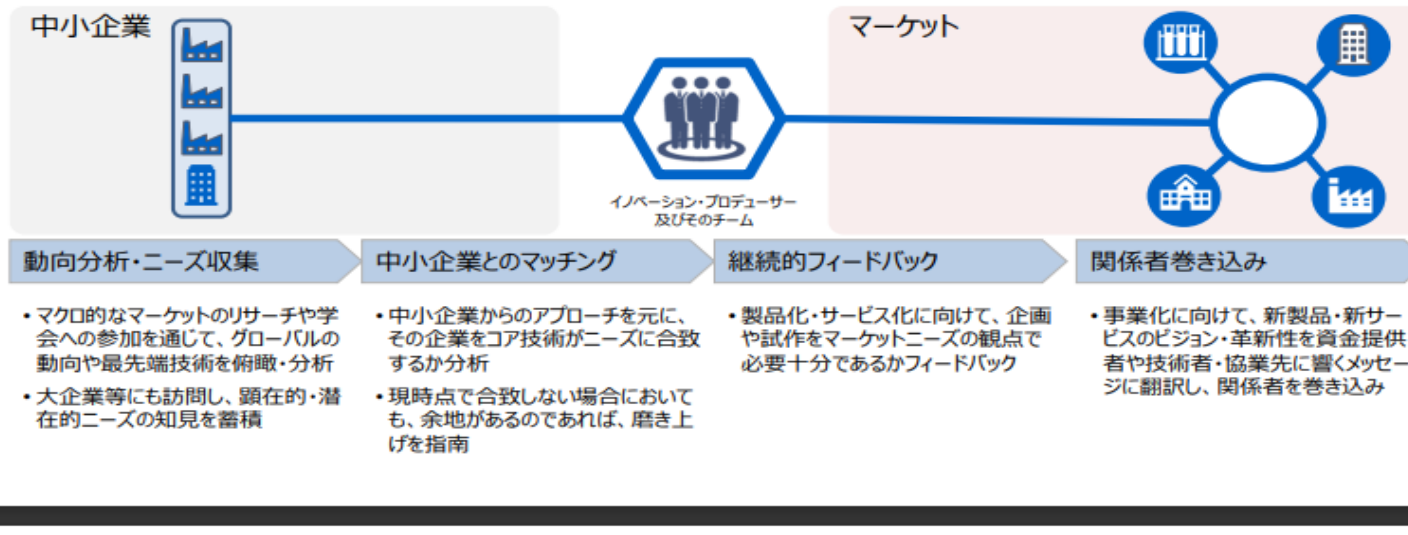 中小企業
マーケット
イノベーション・プロデューサー
及びそのチーム
動向分析・ニーズ収集
中小企業とのマッチング
継続的フィードバック
関係者巻き込み
・マクロ的なマーケットのリサーチや学
会への参加を通じて、グローバルの
動向や最先端技術を俯瞰・分析
・大企業等にも訪問し、顕在的・潜
在的ニーズの知見を蓄積
・中小企業からのアプローチを元に、
その企業をコア技術がニーズに合致
するか分析
・現時点で合致しない場合において
も、余地があるのであれば、磨き上
げを指南
・製品化・サービス化に向けて、企画
や試作をマーケットニーズの観点で
必要十分であるかフィードバック
・事業化に向けて、新製品・新サー
ビスのビジョン・革新性を資金提供
者や技術者・協業先に響くメッセー
ジに翻訳し、関係者を巻き込み